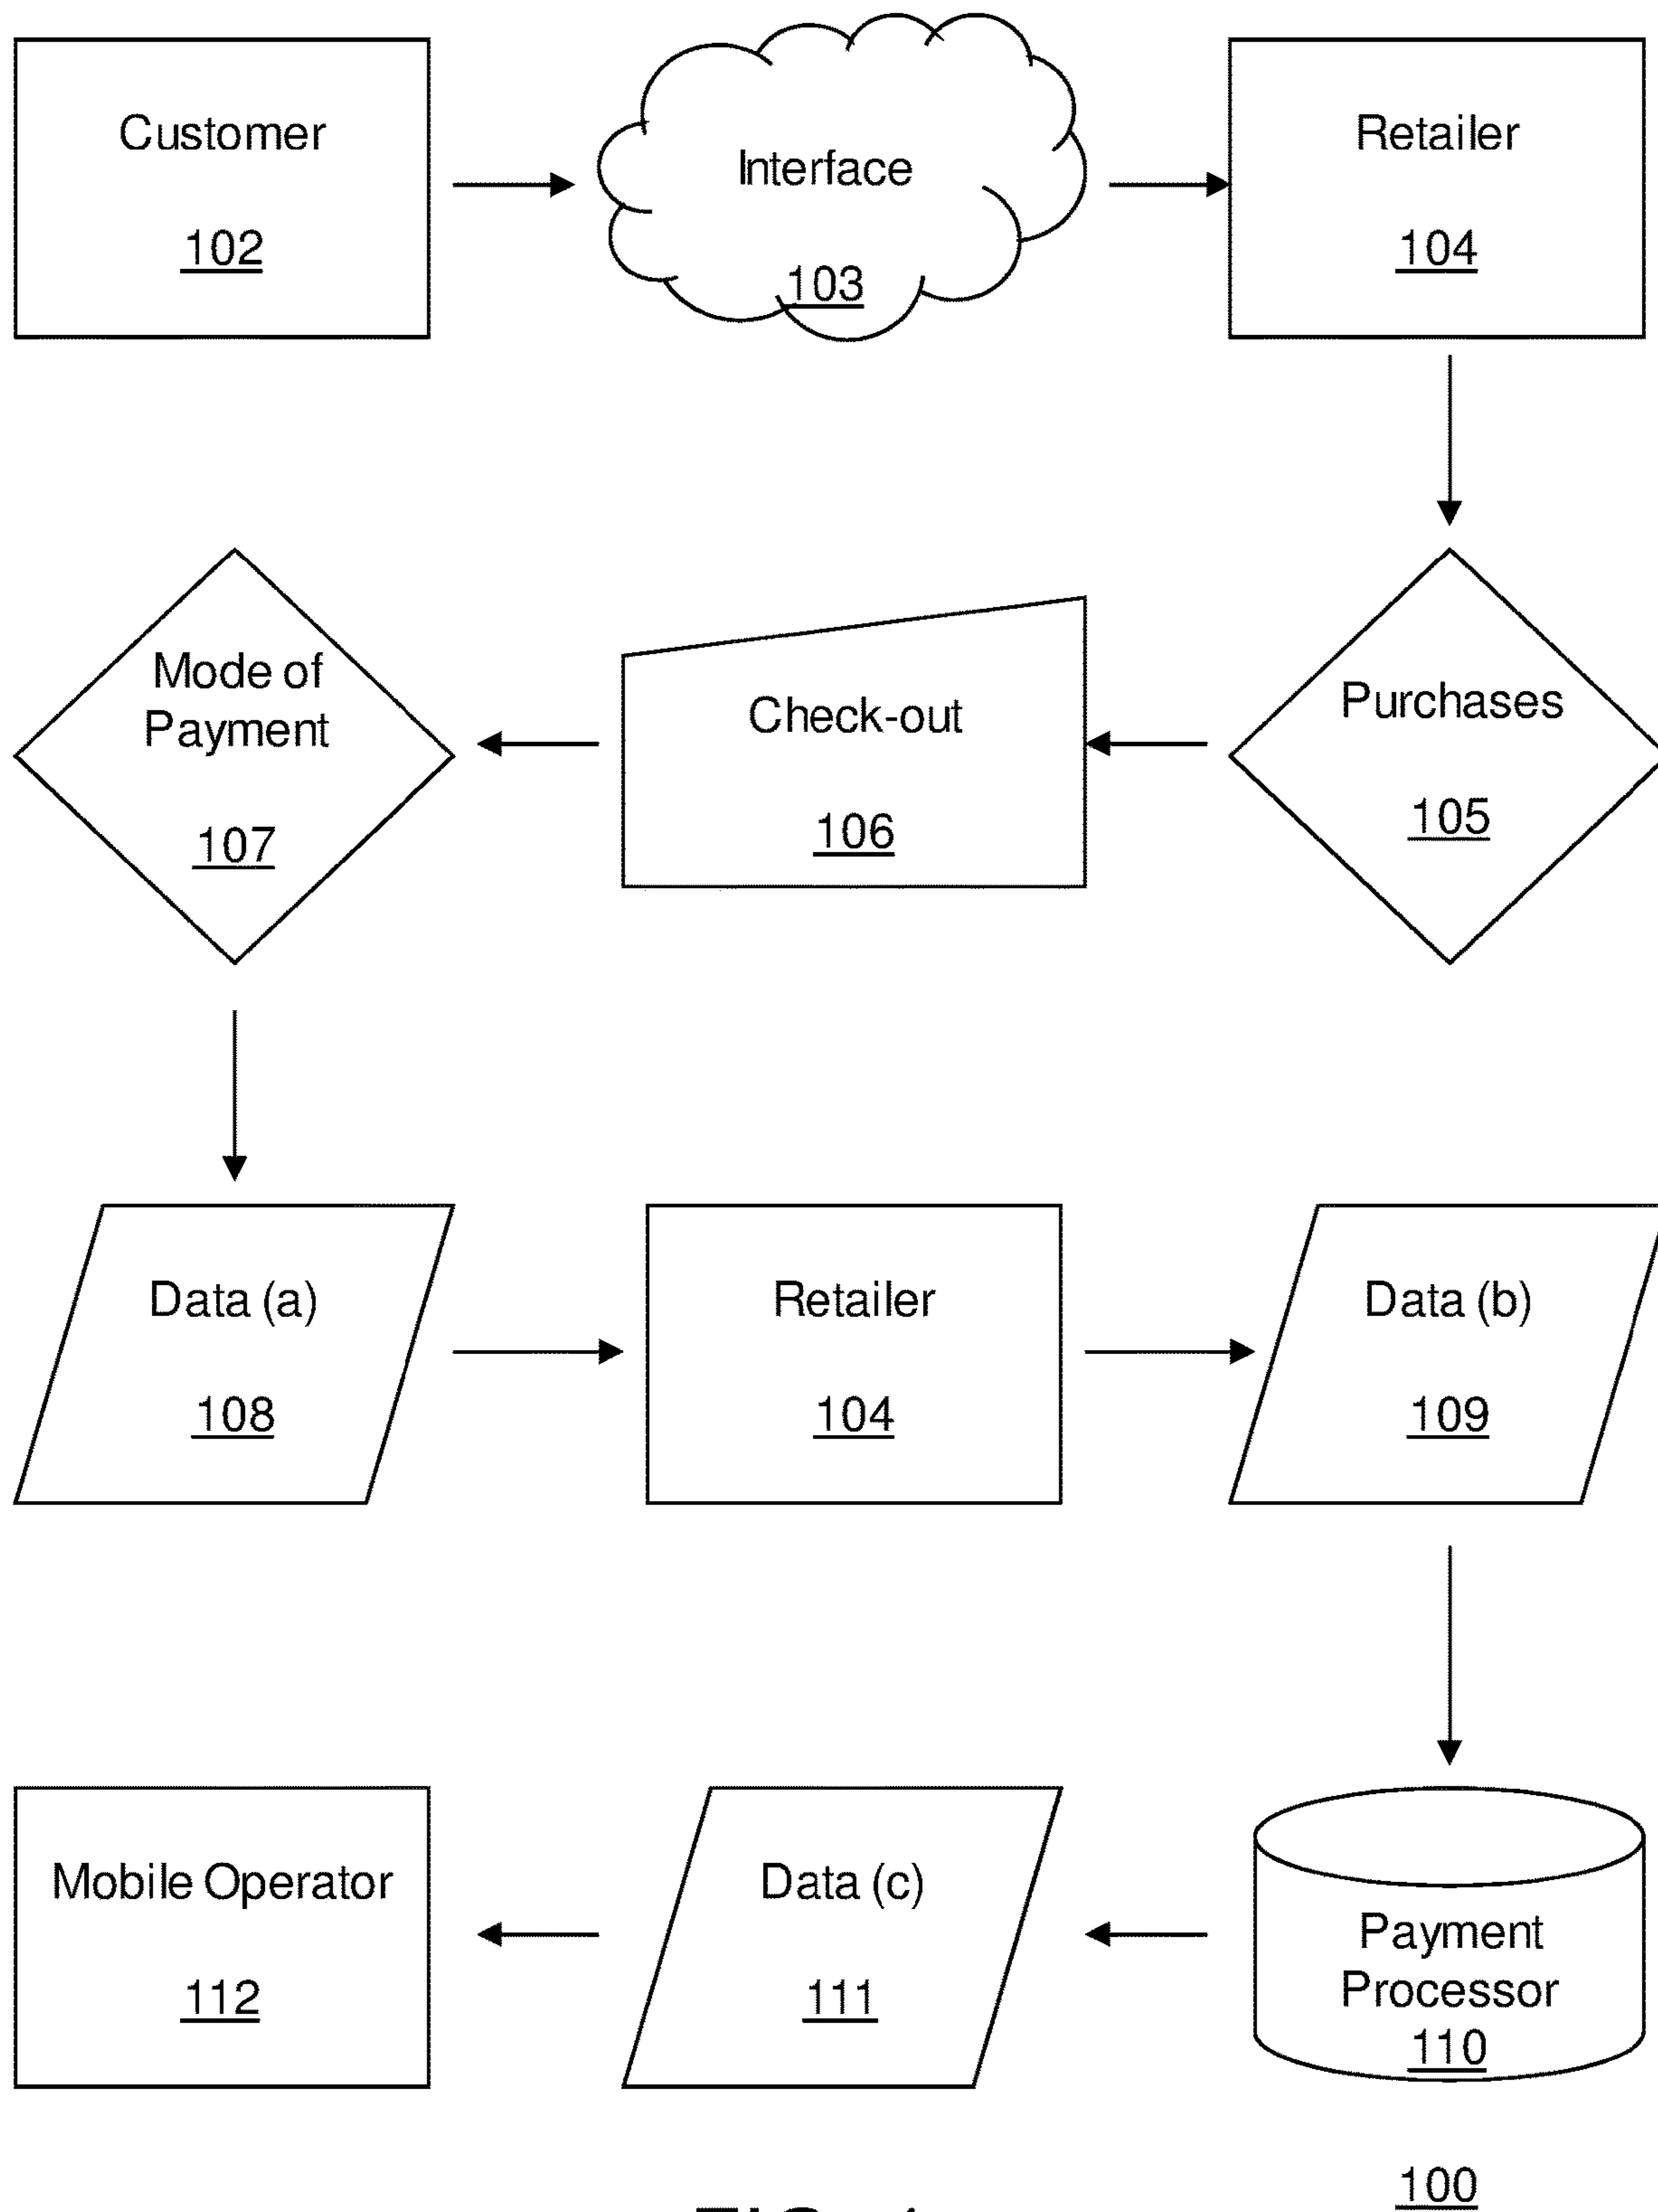 Customer
102
Interface
103
Retailer
104
Mode of
Payment
107
Check-out
106
Purchases
105
Data (a)
108
Retailer
104
Data (b)
109
Mobile Operator
112
Data (c)
111
Payment
Processor
110
100